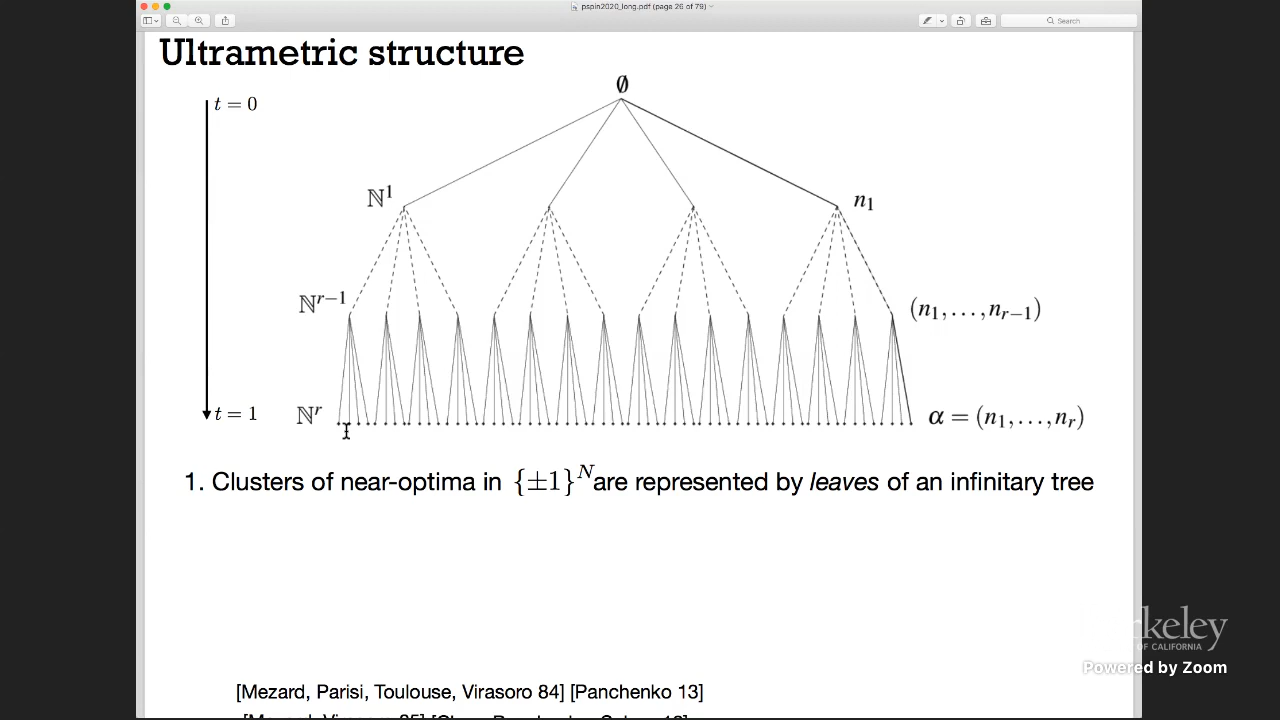 pspin2020_long.pdf (page 26 of 79)
Search
Ultrametric structure
∅
t = 0
ℕ¹ n₁
ℕʳ⁻¹ (n₁,…,nᵣ₋₁)
t = 1 ℕʳ α = (n₁,…,nᵣ)
1. Clusters of near-optima in {±1}ᴺ are represented by leaves of an infinitary tree
keley
OF CALIFORNIA
Powered by Zoom
[Mezard, Parisi, Toulouse, Virasoro 84] [Panchenko 13]